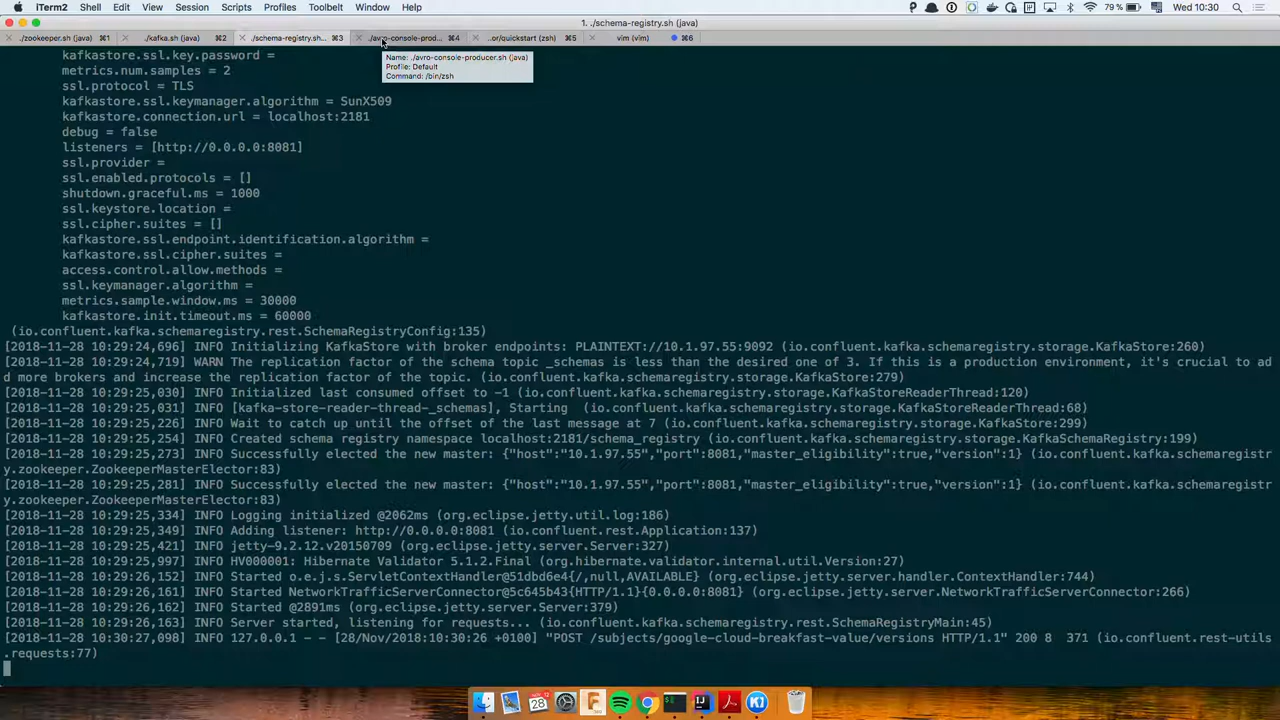 iTerm2 Shell Edit View Session Scripts Profiles Toolbelt Window Help 79% Wed 10:30
1. ./schema-registry.sh (java)
./zookeeper.sh (java) ⌘1 ./kafka.sh (java) ⌘2 ./schema-registry.sh... ⌘3 ./avro-console-prod... ⌘4 ..or/quickstart (zsh) ⌘5 vim (vim) ⌘6
Name: ./avro-console-producer.sh (java)
Profile: Default
Command: /bin/zsh
kafkastore.ssl.key.password =
metrics.num.samples = 2
ssl.protocol = TLS
kafkastore.ssl.keymanager.algorithm = SunX509
kafkastore.connection.url = localhost:2181
debug = false
listeners = [http://0.0.0.0:8081]
ssl.provider =
ssl.enabled.protocols = []
shutdown.graceful.ms = 1000
ssl.keystore.location =
ssl.cipher.suites = []
kafkastore.ssl.endpoint.identification.algorithm =
kafkastore.ssl.cipher.suites =
access.control.allow.methods =
ssl.keymanager.algorithm =
metrics.sample.window.ms = 30000
kafkastore.init.timeout.ms = 60000
(io.confluent.kafka.schemaregistry.rest.SchemaRegistryConfig:135)
[2018-11-28 10:29:24,696] INFO Initializing KafkaStore with broker endpoints: PLAINTEXT://10.1.97.55:9092 (io.confluent.kafka.schemaregistry.storage.KafkaStore:260)
[2018-11-28 10:29:24,719] WARN The replication factor of the schema topic _schemas is less than the desired one of 3. If this is a production environment, it's crucial to ad
d more brokers and increase the replication factor of the topic. (io.confluent.kafka.schemaregistry.storage.KafkaStore:279)
[2018-11-28 10:29:25,030] INFO Initialized last consumed offset to -1 (io.confluent.kafka.schemaregistry.storage.KafkaStoreReaderThread:120)
[2018-11-28 10:29:25,031] INFO [kafka-store-reader-thread-_schemas], Starting (io.confluent.kafka.schemaregistry.storage.KafkaStoreReaderThread:68)
[2018-11-28 10:29:25,226] INFO Wait to catch up until the offset of the last message at 7 (io.confluent.kafka.schemaregistry.storage.KafkaStore:299)
[2018-11-28 10:29:25,254] INFO Created schema registry namespace localhost:2181/schema_registry (io.confluent.kafka.schemaregistry.storage.KafkaSchemaRegistry:199)
[2018-11-28 10:29:25,273] INFO Successfully elected the new master: {"host":"10.1.97.55","port":8081,"master_eligibility":true,"version":1} (io.confluent.kafka.schemaregistr
y.zookeeper.ZookeeperMasterElector:83)
[2018-11-28 10:29:25,281] INFO Successfully elected the new master: {"host":"10.1.97.55","port":8081,"master_eligibility":true,"version":1} (io.confluent.kafka.schemaregistr
y.zookeeper.ZookeeperMasterElector:83)
[2018-11-28 10:29:25,334] INFO Logging initialized @2062ms (org.eclipse.jetty.util.log:186)
[2018-11-28 10:29:25,349] INFO Adding listener: http://0.0.0.0:8081 (io.confluent.rest.Application:137)
[2018-11-28 10:29:25,421] INFO jetty-9.2.12.v20150709 (org.eclipse.jetty.server.Server:327)
[2018-11-28 10:29:25,997] INFO HV000001: Hibernate Validator 5.1.2.Final (org.hibernate.validator.internal.util.Version:27)
[2018-11-28 10:29:26,152] INFO Started o.e.j.s.ServletContextHandler@51dbd6e4{/,null,AVAILABLE} (org.eclipse.jetty.server.handler.ContextHandler:744)
[2018-11-28 10:29:26,161] INFO Started NetworkTrafficServerConnector@5c645b43{HTTP/1.1}{0.0.0.0:8081} (org.eclipse.jetty.server.NetworkTrafficServerConnector:266)
[2018-11-28 10:29:26,162] INFO Started @2891ms (org.eclipse.jetty.server.Server:379)
[2018-11-28 10:29:26,163] INFO Server started, listening for requests... (io.confluent.kafka.schemaregistry.rest.SchemaRegistryMain:45)
[2018-11-28 10:30:27,098] INFO 127.0.0.1 - - [28/Nov/2018:10:30:26 +0100] "POST /subjects/google-cloud-breakfast-value/versions HTTP/1.1" 200 8 371 (io.confluent.rest-utils
.requests:77)
28